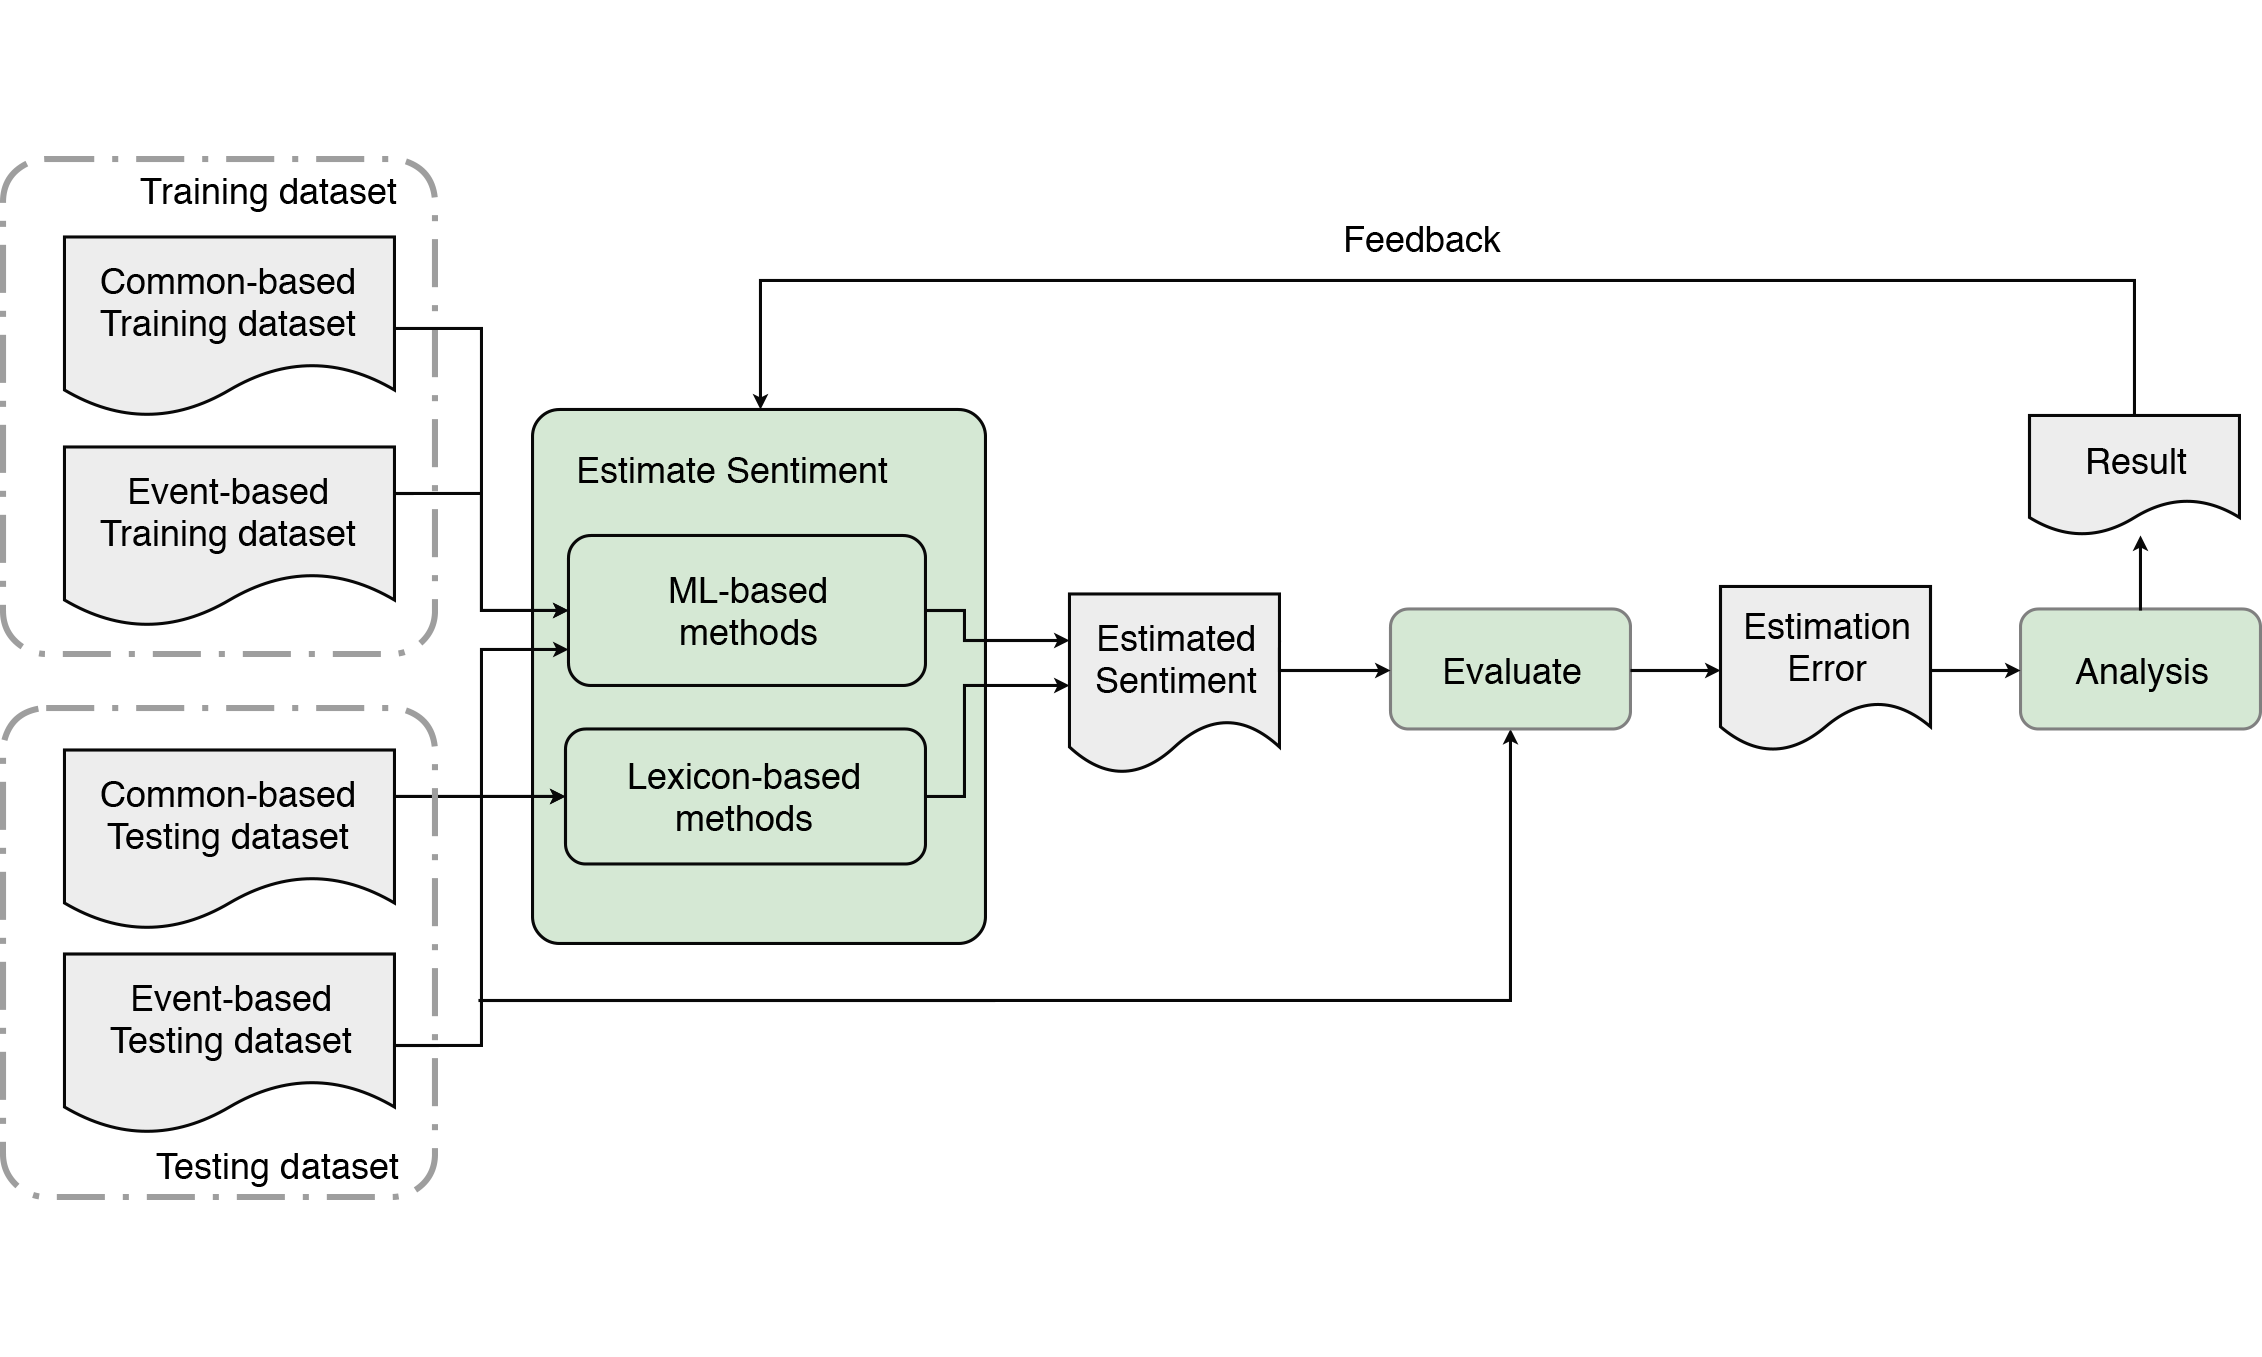 Training dataset
Common-based
Training dataset
Event-based
Training dataset
Common-based
Testing dataset
Event-based
Testing dataset
Testing dataset
Estimate Sentiment
ML-based
methods
Lexicon-based
methods
Feedback
Estimated
Sentiment
Evaluate
Estimation
Error
Analysis
Result